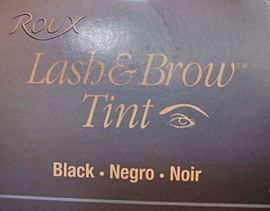 ROUX
Lash & Brow™
Tint
Black • Negro • Noir